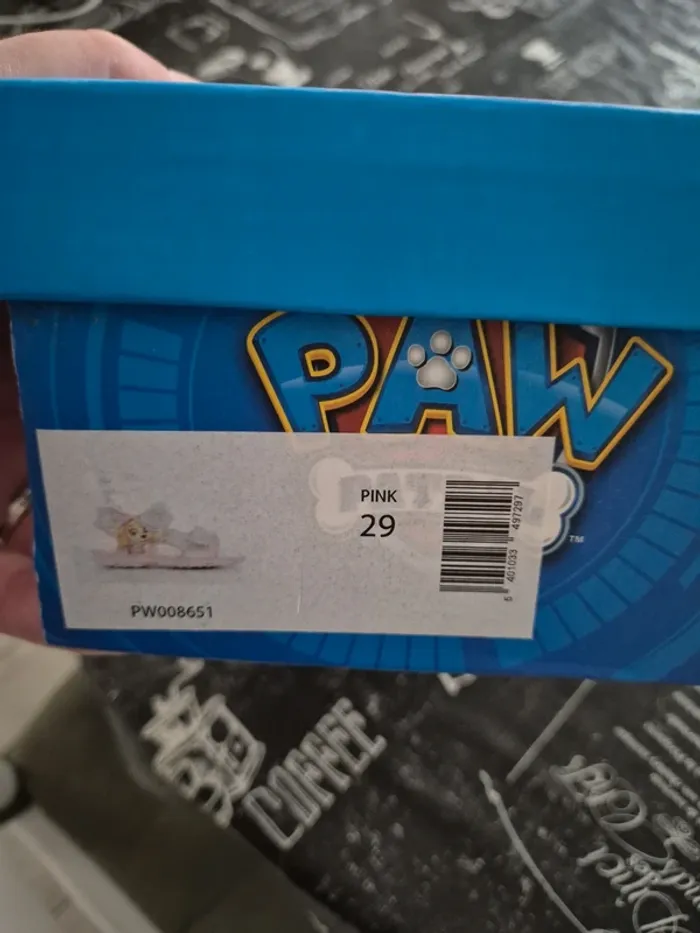 PAW
TM
PINK
29
PW008651
5 401033 497297
COFFEE